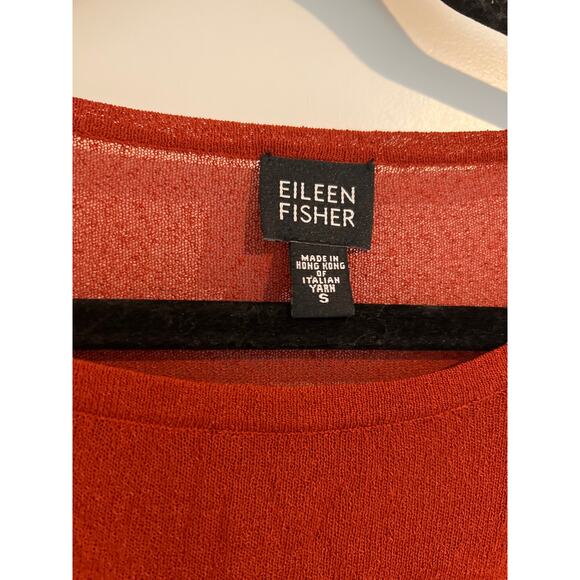 EILEEN
FISHER
MADE IN
HONG KONG
OF
ITALIAN
YARN
S